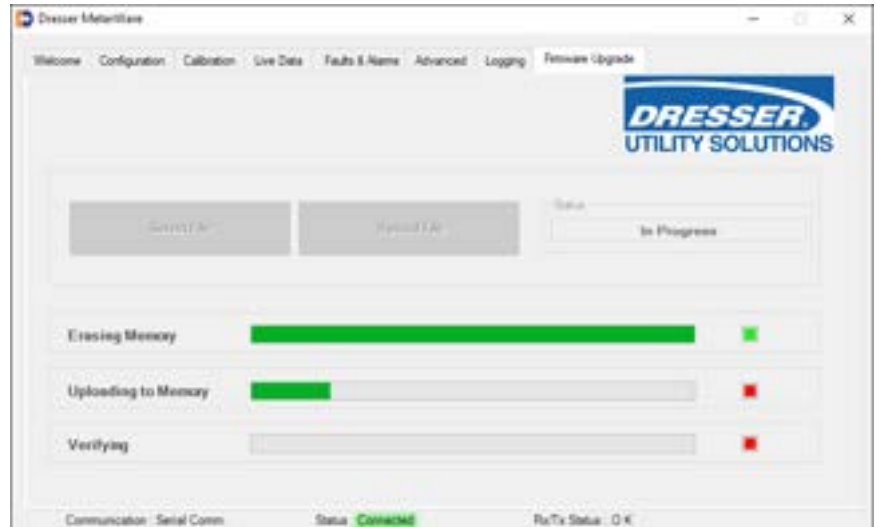 Dresser MeterWare
Welcome Configuration Calibration Live Data Faults & Alarms Advanced Logging Firmware Upgrade
DRESSER
UTILITY SOLUTIONS
Status
In Progress
Erasing Memory
Uploading to Memory
Verifying
Communication : Serial Comm Status Connected Rx/Tx Status : O K